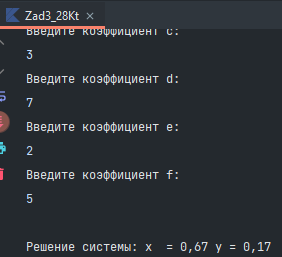 Zad3_28Kt
Введите коэффициент c:
3
Введите коэффициент d:
7
Введите коэффициент e:
2
Введите коэффициент f:
5
Решение системы: x  = 0,67 y = 0,17